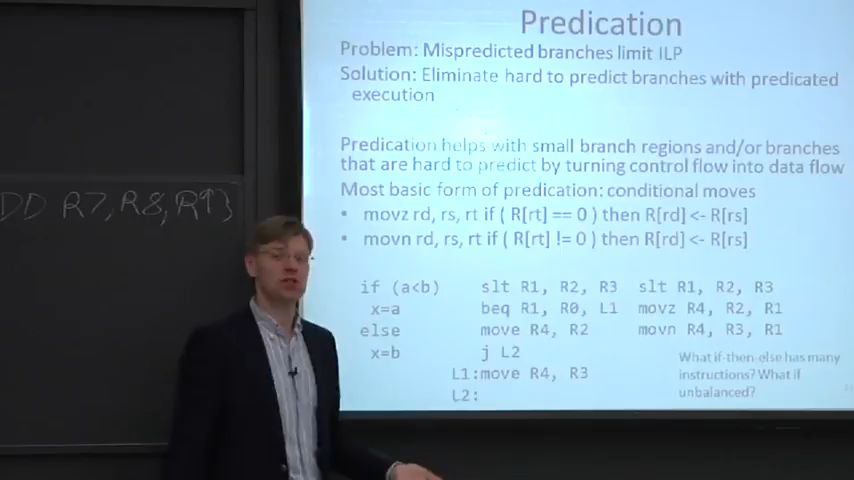 Predication
Problem: Mispredicted branches limit ILP
Solution: Eliminate hard to predict branches with predicated
execution
Predication helps with small branch regions and/or branches
that are hard to predict by turning control flow into data flow
Most basic form of predication: conditional moves
• movz rd, rs, rt if ( R[rt] == 0 ) then R[rd] <- R[rs]
• movn rd, rs, rt if ( R[rt] != 0 ) then R[rd] <- R[rs]
if (a<b)
x=a
else
x=b
slt R1, R2, R3
beq R1, R0, L1
move R4, R2
j L2
L1:move R4, R3
L2:
slt R1, R2, R3
movz R4, R2, R1
movn R4, R3, R1
What if-then-else has many
instructions? What if
unbalanced?
DD R7, R8, R9